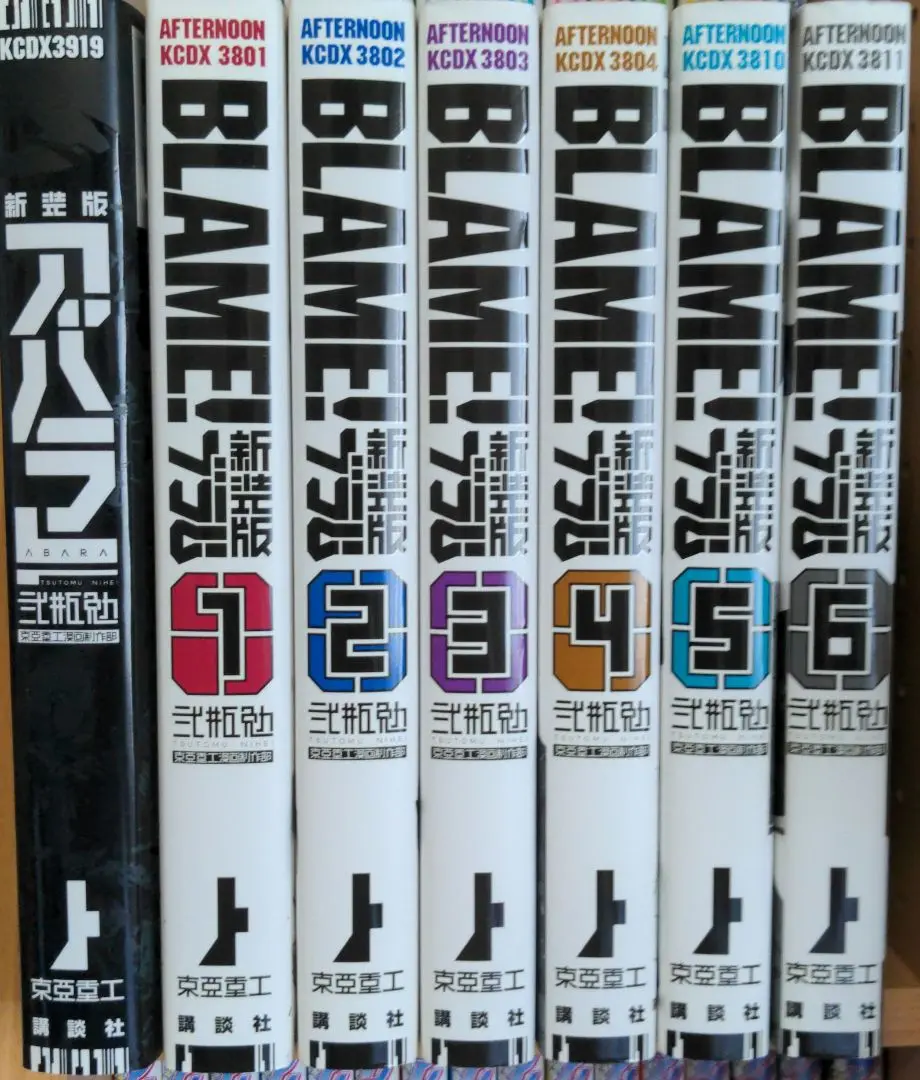 KCDX3919
新装版
アバラ
ABARA
TSUTOMU NIHEI
弐瓶勉
東亜重工漫画制作部
東亜重工
講談社
AFTERNOON
KCDX 3801
BLAME!
ブラム!
新装版
1
弐瓶勉
TSUTOMU NIHEI
東亜重工漫画制作部
東亜重工
講談社
AFTERNOON
KCDX 3802
BLAME!
ブラム!
新装版
2
弐瓶勉
TSUTOMU NIHEI
東亜重工漫画制作部
東亜重工
講談社
AFTERNOON
KCDX 3803
BLAME!
ブラム!
新装版
3
弐瓶勉
TSUTOMU NIHEI
東亜重工漫画制作部
東亜重工
講談社
AFTERNOON
KCDX 3804
BLAME!
ブラム!
新装版
4
弐瓶勉
TSUTOMU NIHEI
東亜重工漫画制作部
東亜重工
講談社
AFTERNOON
KCDX 3810
BLAME!
ブラム!
新装版
5
弐瓶勉
TSUTOMU NIHEI
東亜重工漫画制作部
東亜重工
講談社
AFTERNOON
KCDX 3811
BLAME!
ブラム!
新装版
6
弐瓶勉
TSUTOMU NIHEI
東亜重工漫画制作部
東亜重工
講談社